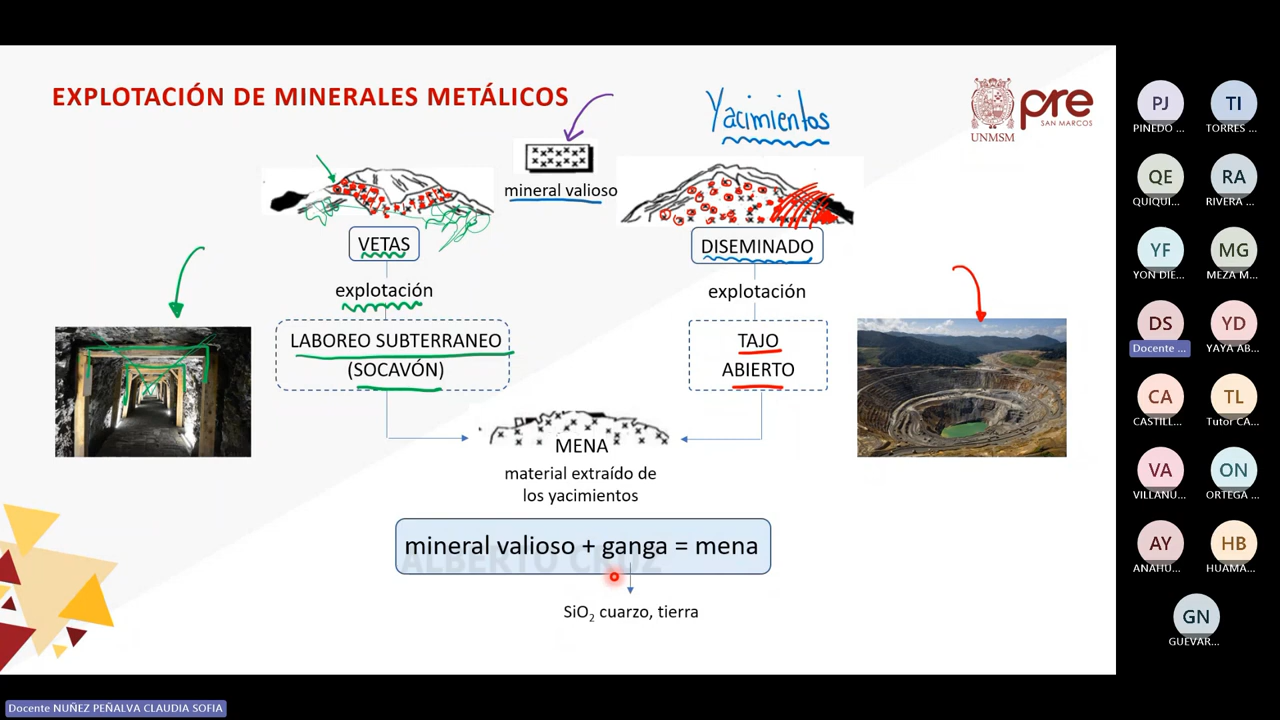 EXPLOTACIÓN DE MINERALES METÁLICOS
Yacimientos
UNMSM
pre
SAN MARCOS
mineral valioso
VETAS
DISEMINADO
explotación
explotación
LABOREO SUBTERRANEO
(SOCAVÓN)
TAJO
ABIERTO
MENA
material extraído de
los yacimientos
mineral valioso + ganga = mena
ALBERTO CRUZ
SiO₂ cuarzo, tierra
PJ
PINEDO ...
TI
TORRES ...
QE
QUIQUI...
RA
RIVERA ...
YF
YON DIE...
MG
MEZA M...
DS
Docente ...
YD
YAYA AB...
CA
CASTILL...
TL
Tutor CA...
VA
VILLANU...
ON
ORTEGA ...
AY
ANAHU...
HB
HUAMA...
GN
GUEVAR...
Docente NUÑEZ PEÑALVA CLAUDIA SOFIA